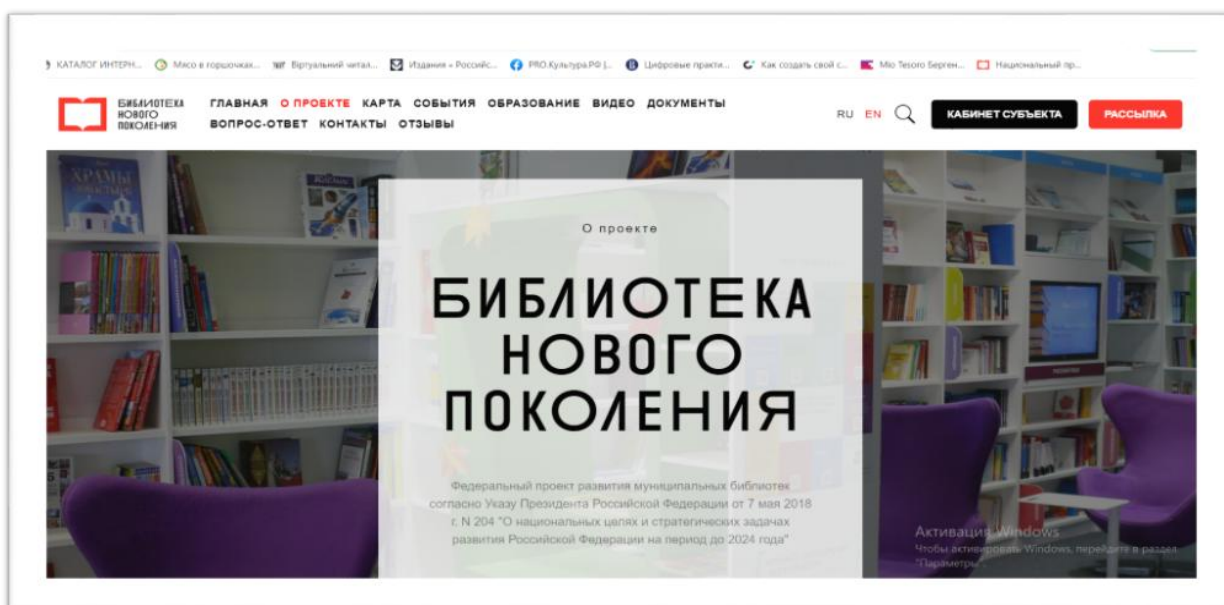 КАТАЛОГ ИНТЕРН... Мясо в горшочках... Виртуальный читал... Издания « Российс... PRO.Культура.РФ |... Цифровые практи... Как создать свой с... Mio Tesoro Берген... Национальный пр...
БИБЛИОТЕКА
НОВОГО
ПОКОЛЕНИЯ
ГЛАВНАЯ О ПРОЕКТЕ КАРТА СОБЫТИЯ ОБРАЗОВАНИЕ ВИДЕО ДОКУМЕНТЫ
ВОПРОС-ОТВЕТ КОНТАКТЫ ОТЗЫВЫ
RU EN
КАБИНЕТ СУБЪЕКТА
РАССЫЛКА
ХРАМЫ
О проекте
БИБЛИОТЕКА
НОВОГО
ПОКОЛЕНИЯ
Федеральный проект развития муниципальных библиотек
согласно Указу Президента Российской Федерации от 7 мая 2018
г. N 204 "О национальных целях и стратегических задачах
развития Российской Федерации на период до 2024 года"
Активация Windows
Чтобы активировать Windows, перейдите в раздел
"Параметры".